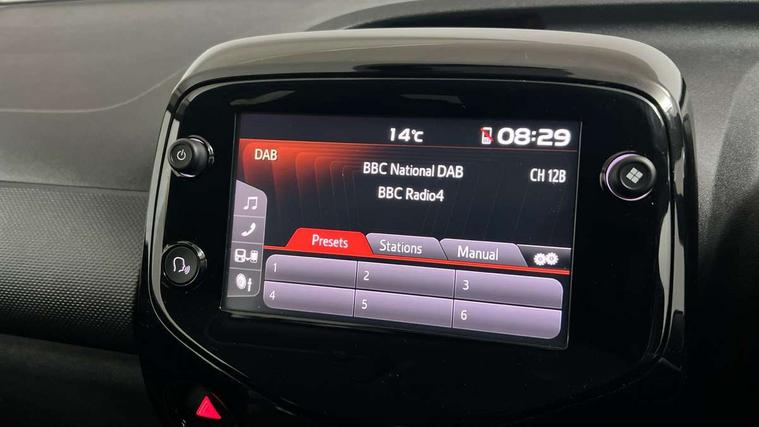 14°C 08:29
DAB
BBC National DAB
CH 12B
BBC Radio4
Presets Stations Manual
1 2 3
4 5 6